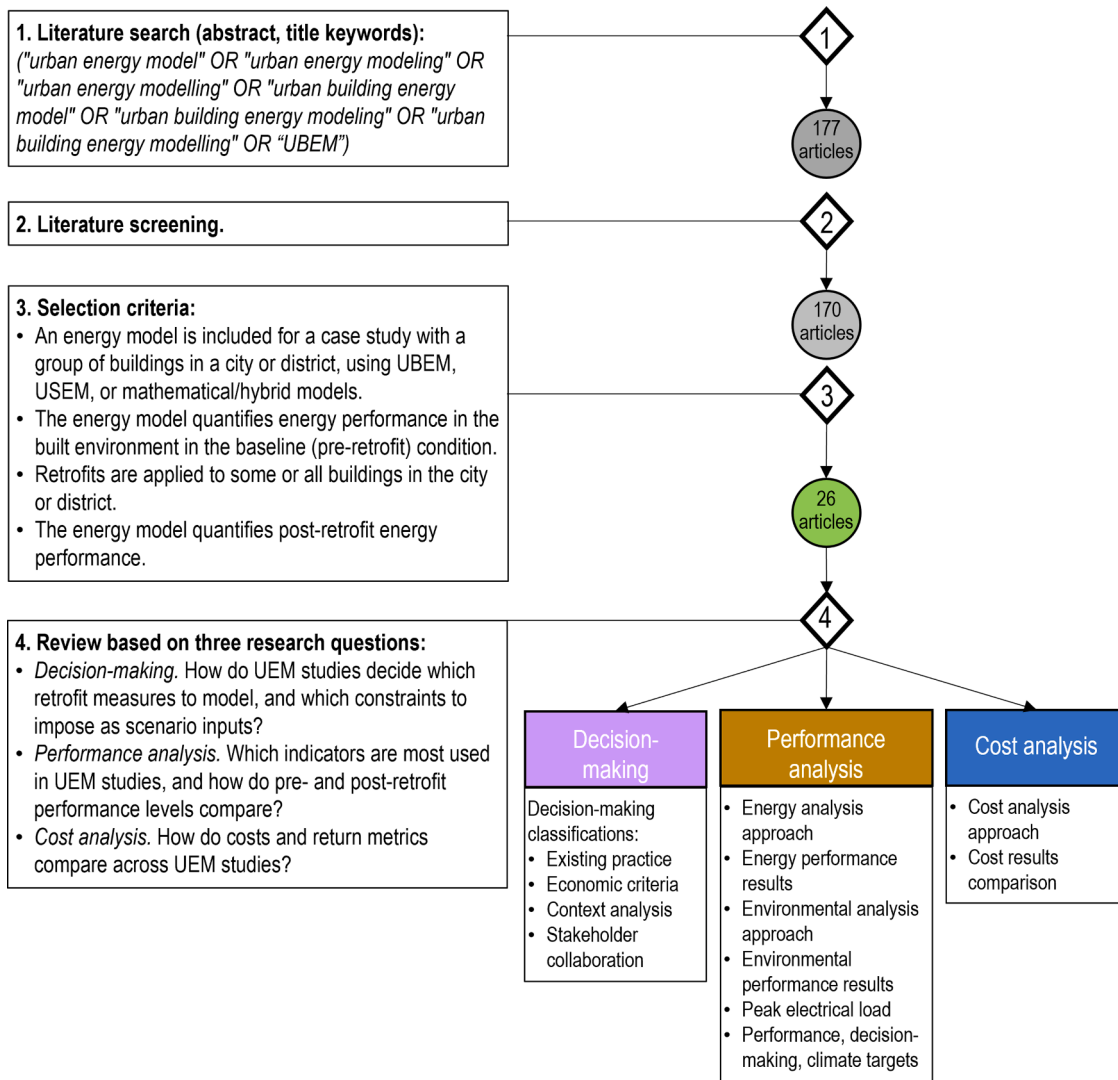 1. Literature search (abstract, title keywords):
("urban energy model" OR "urban energy modeling" OR
"urban energy modelling" OR "urban building energy
model" OR "urban building energy modeling" OR "urban
building energy modelling" OR “UBEM”)
1
177
articles
2. Literature screening.
2
170
articles
3. Selection criteria:
• An energy model is included for a case study with a
group of buildings in a city or district, using UBEM,
USEM, or mathematical/hybrid models.
• The energy model quantifies energy performance in the
built environment in the baseline (pre-retrofit) condition.
• Retrofits are applied to some or all buildings in the city
or district.
• The energy model quantifies post-retrofit energy
performance.
3
26
articles
4. Review based on three research questions:
• Decision-making. How do UEM studies decide which
retrofit measures to model, and which constraints to
impose as scenario inputs?
• Performance analysis. Which indicators are most used
in UEM studies, and how do pre- and post-retrofit
performance levels compare?
• Cost analysis. How do costs and return metrics
compare across UEM studies?
4
Decision-
making
Decision-making
classifications:
• Existing practice
• Economic criteria
• Context analysis
• Stakeholder
collaboration
Performance
analysis
• Energy analysis
approach
• Energy performance
results
• Environmental analysis
approach
• Environmental
performance results
• Peak electrical load
• Performance, decision-
making, climate targets
Cost analysis
• Cost analysis
approach
• Cost results
comparison